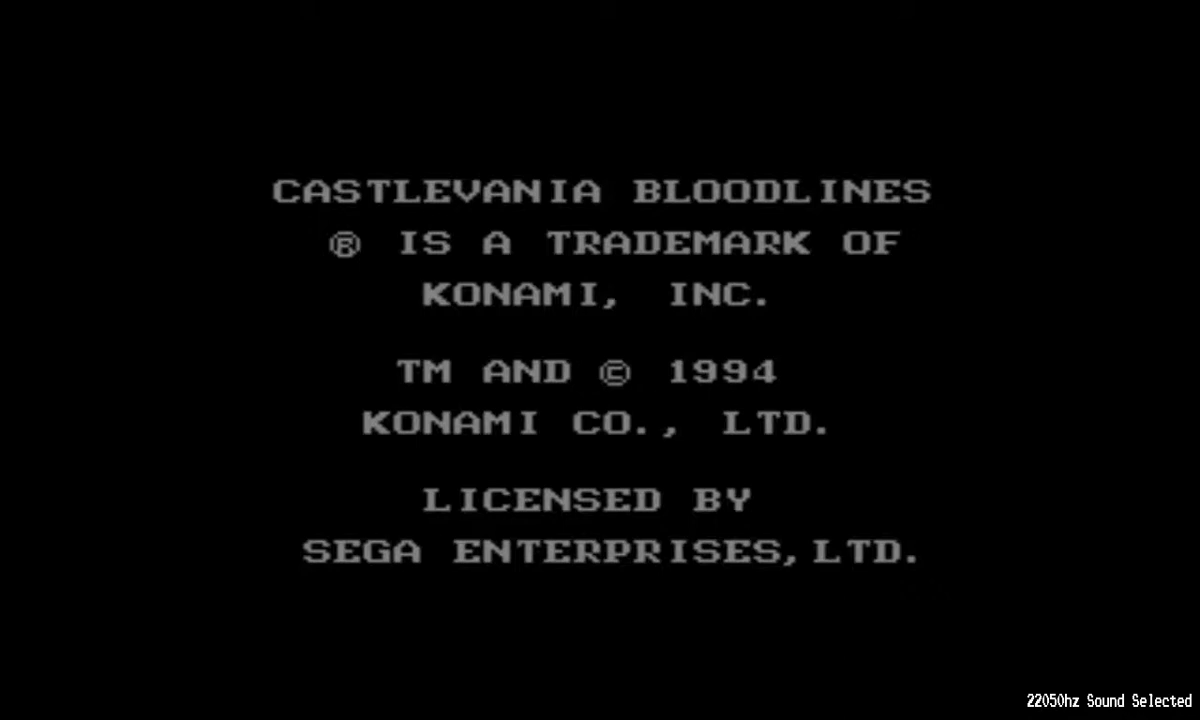 CASTLEVANIA BLOODLINES
® IS A TRADEMARK OF
KONAMI, INC.
TM AND © 1994
KONAMI CO., LTD.
LICENSED BY
SEGA ENTERPRISES,LTD.
22050hz Sound Selected